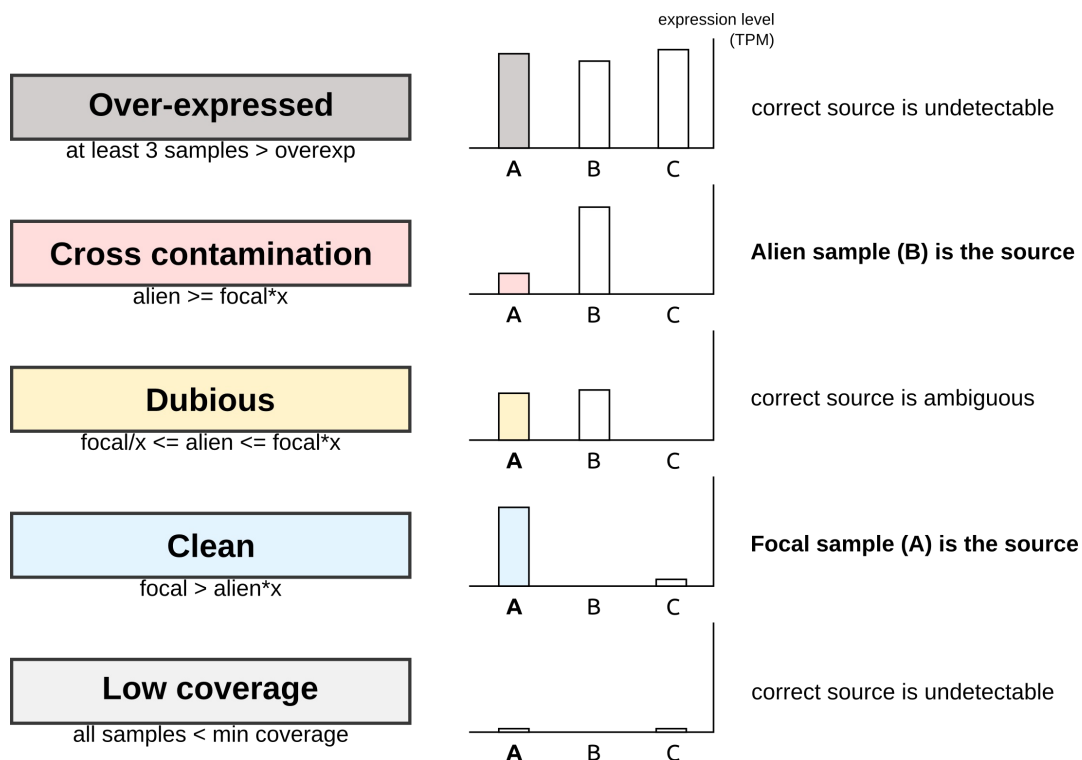 expression level
(TPM)
Over-expressed
at least 3 samples > overexp
A B C
correct source is undetectable
Cross contamination
alien >= focal*x
A B C
Alien sample (B) is the source
Dubious
focal/x <= alien <= focal*x
A B C
correct source is ambiguous
Clean
focal > alien*x
A B C
Focal sample (A) is the source
Low coverage
all samples < min coverage
A B C
correct source is undetectable